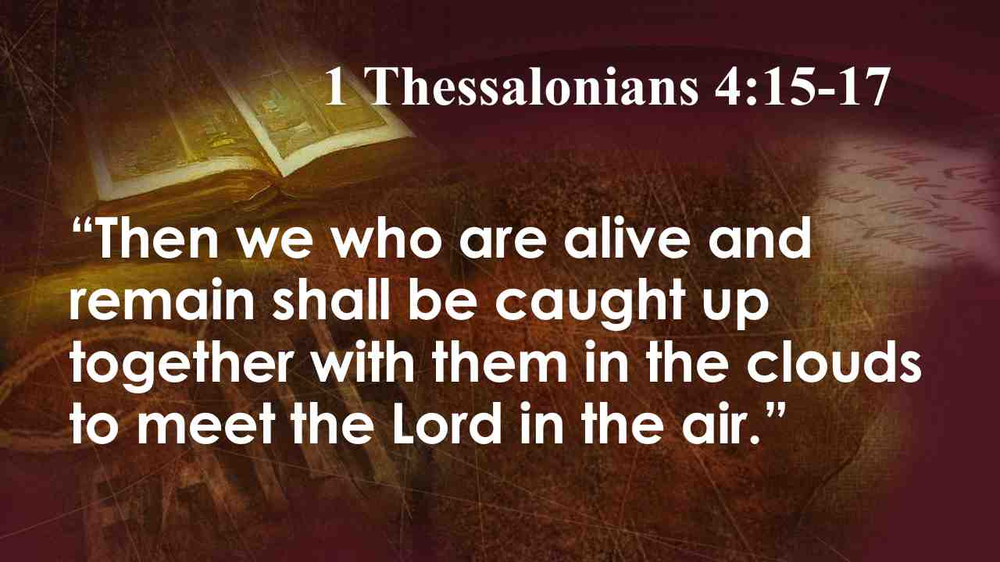 1 Thessalonians 4:15-17
“Then we who are alive and
remain shall be caught up
together with them in the clouds
to meet the Lord in the air.”